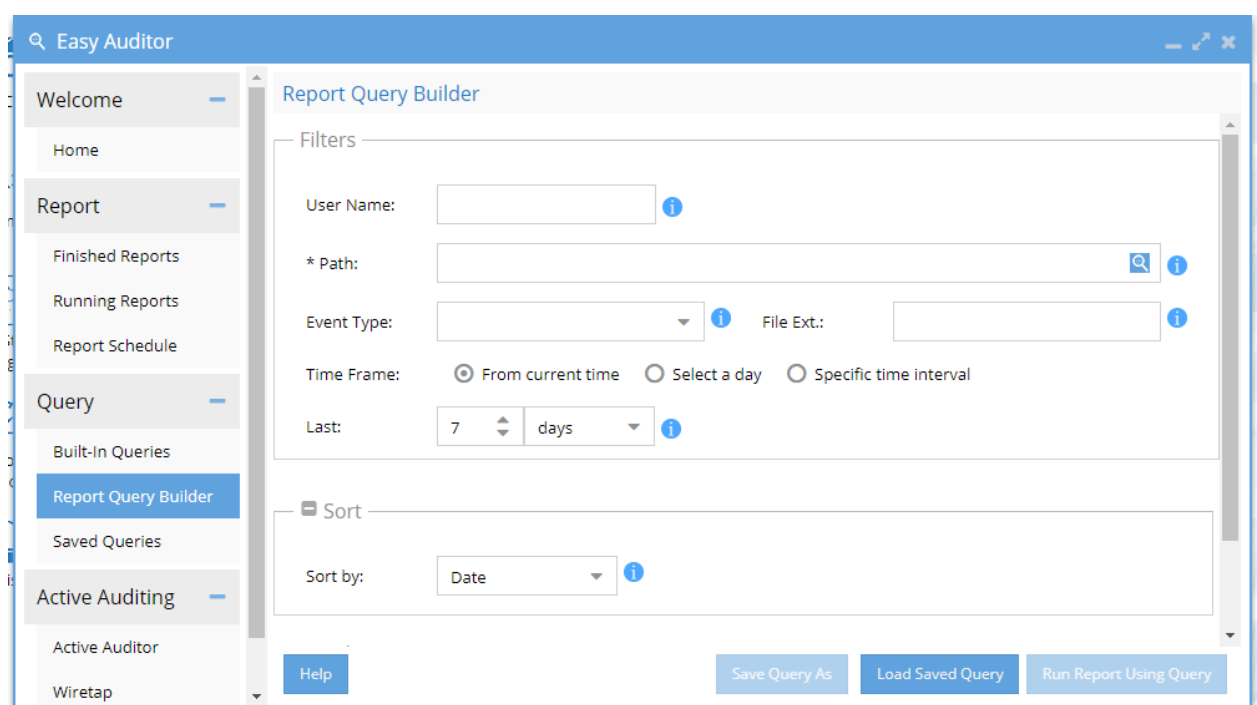 Easy Auditor
Welcome
Home
Report
Finished Reports
Running Reports
Report Schedule
Query
Built-In Queries
Report Query Builder
Saved Queries
Active Auditing
Active Auditor
Wiretap
Report Query Builder
Filters
User Name:
* Path:
Event Type:
File Ext.:
Time Frame:
From current time
Select a day
Specific time interval
Last:
7
days
Sort
Sort by:
Date
Help
Save Query As
Load Saved Query
Run Report Using Query